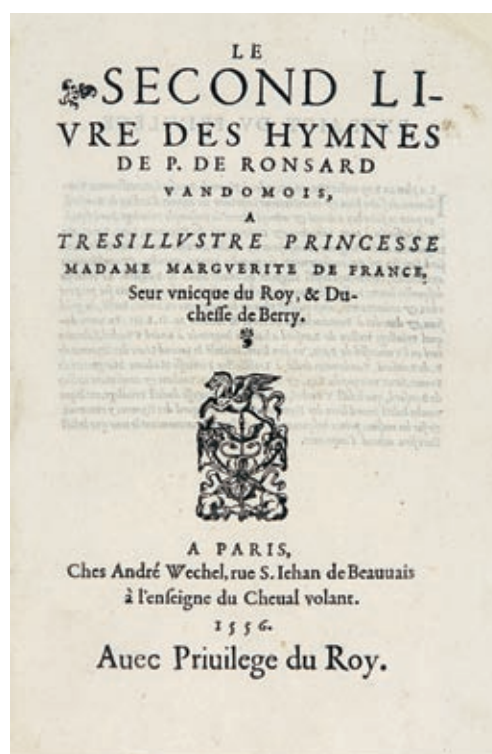 LE
SECOND LI-
VRE DES HYMNES
DE P. DE RONSARD
VANDOMOIS,
A
TRESILLVSTRE PRINCESSE
MADAME MARGVERITE DE FRANCE,
Seur vnicque du Roy, & Du-
cheſſe de Berry.
A PARIS,
Ches André Wechel, rue S. Iehan de Beauuais
à l'enſeigne du Cheual volant.
1556.
Auec Priuilege du Roy.